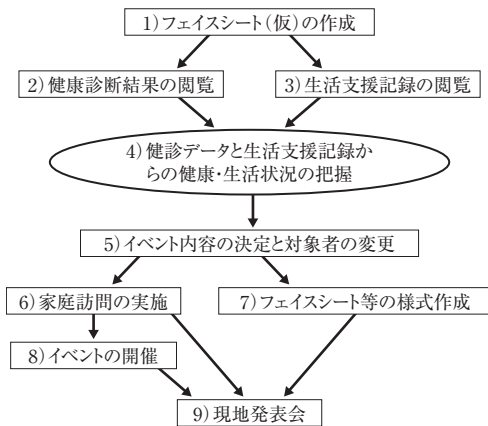 1)フェイスシート(仮)の作成
2)健康診断結果の閲覧
3)生活支援記録の閲覧
4)健診データと生活支援記録か
らの健康・生活状況の把握
5)イベント内容の決定と対象者の変更
6)家庭訪問の実施
7)フェイスシート等の様式作成
8)イベントの開催
9)現地発表会